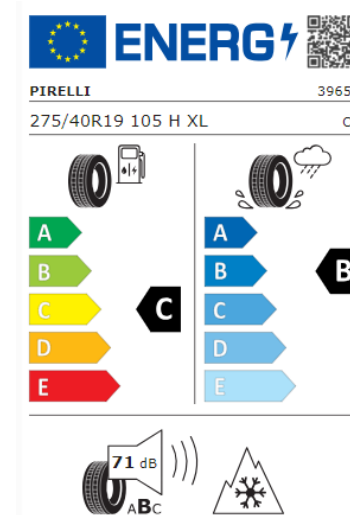 ENERG
PIRELLI 3965
275/40R19 105 H XL C
A A
B B B
C C C
D D
E E
71 dB
ABC